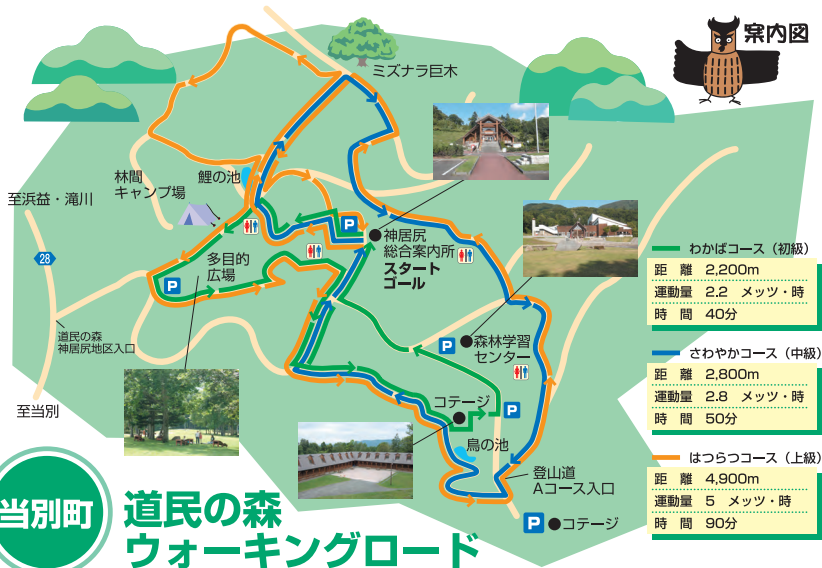 案内図
ミズナラ巨木
林間
キャンプ場
鯉の池
至浜益・滝川
28
P
神居尻
総合案内所
スタート
ゴール
多目的
広場
P
道民の森
神居尻地区入口
至当別
P
森林学習
センター
コテージ
P
鳥の池
登山道
Aコース入口
P
コテージ
わかばコース（初級）
距　離　2,200m
運動量　2.2　メッツ・時
時　間　40分
さわやかコース（中級）
距　離　2,800m
運動量　2.8　メッツ・時
時　間　50分
はつらつコース（上級）
距　離　4,900m
運動量　5　メッツ・時
時　間　90分
当別町
道民の森
ウォーキングロード